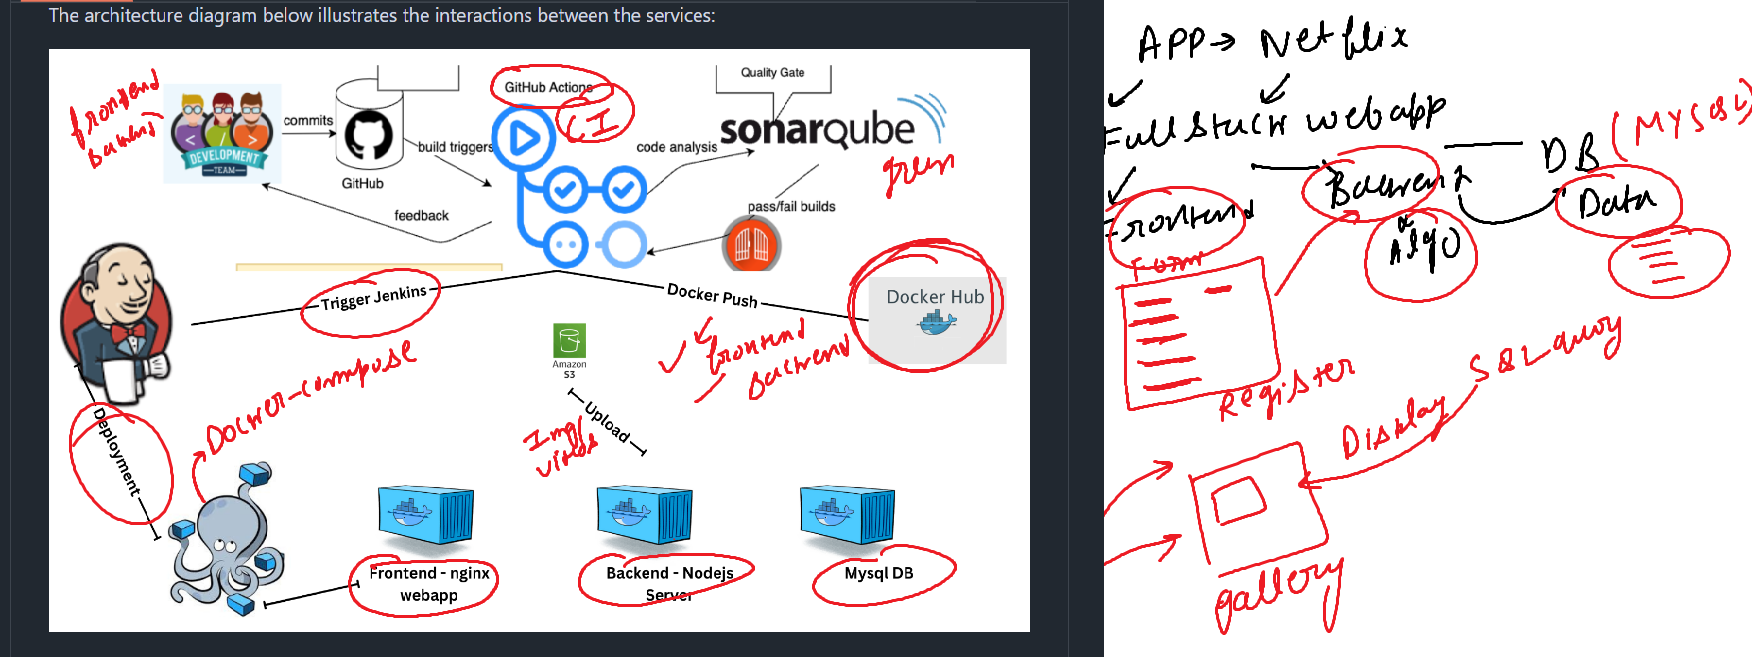 The architecture diagram below illustrates the interactions between the services:
frontend
DEVELOPMENT
TEAM
commits
GitHub
build triggers
feedback
GitHub Actions
CI
code analysis
Quality Gate
sonarqube
pass/fail builds
Trigger Jenkins
Docker Push
Docker Hub
frontend
backend
Amazon
S3
Upload
Img/
Deployment
Docker-compose
Frontend - nginx
webapp
Backend - Nodejs
Server
Mysql DB
APP → Netflix
Full stack webapp
DB (MYSQL)
Backend
Data
Frontend
Algo
Form
Register
SQL query
Display
gallery